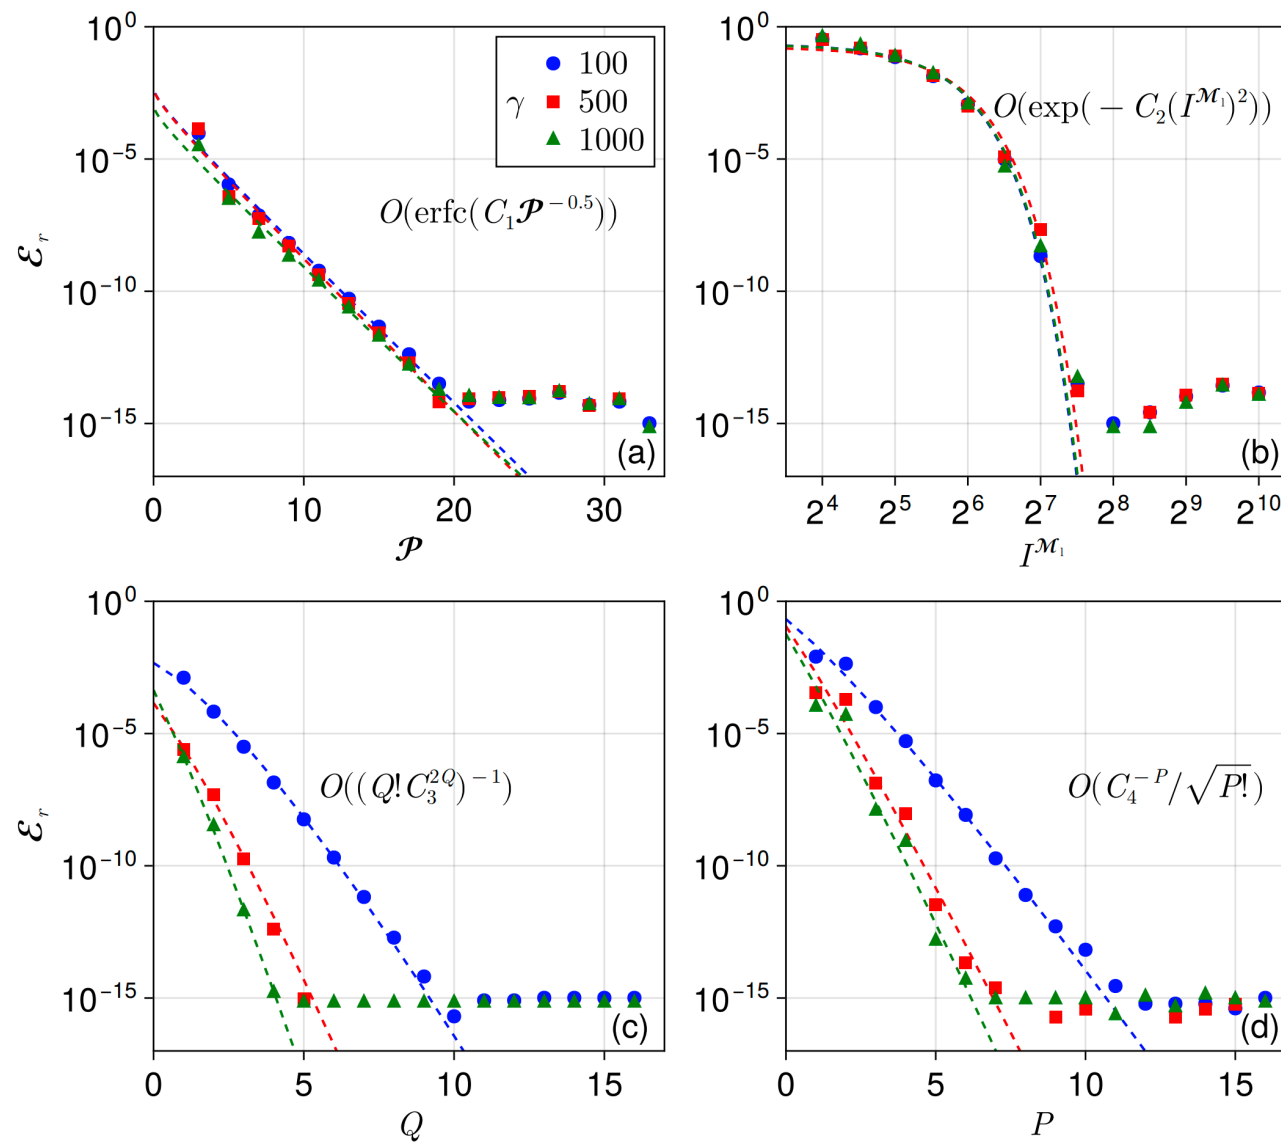 10^0
10^{-5}
10^{-10}
10^{-15}
ℰ_r
γ
100
500
1000
O(erfc(C_1𝓟^{-0.5}))
(a)
0 10 20 30
𝓟
10^0
10^{-5}
10^{-10}
10^{-15}
O(exp(-C_2(I^{𝓜_1})^2))
(b)
2^4 2^5 2^6 2^7 2^8 2^9 2^{10}
I^{𝓜_1}
10^0
10^{-5}
10^{-10}
10^{-15}
ℰ_r
O((Q!C_3^{2Q})^{-1})
(c)
0 5 10 15
Q
10^0
10^{-5}
10^{-10}
10^{-15}
O(C_4^{-P}/√P!)
(d)
0 5 10 15
P